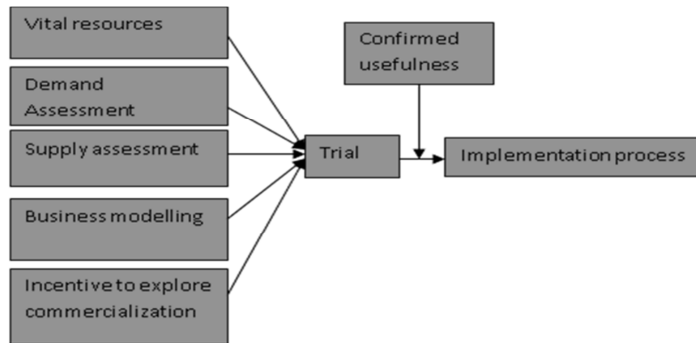 Vital resources
Demand
Assessment
Supply assessment
Business modelling
Incentive to explore
commercialization
Trial
Confirmed
usefulness
Implementation process